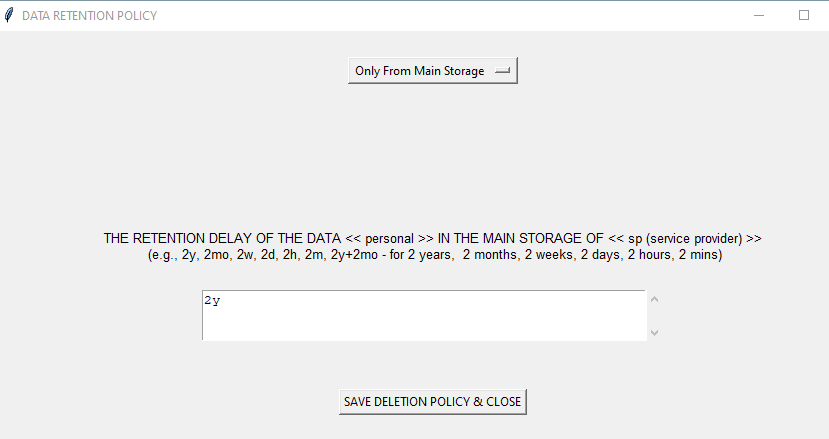 DATA RETENTION POLICY
Only From Main Storage
THE RETENTION DELAY OF THE DATA << personal >> IN THE MAIN STORAGE OF << sp (service provider) >>
(e.g., 2y, 2mo, 2w, 2d, 2h, 2m, 2y+2mo - for 2 years,  2 months, 2 weeks, 2 days, 2 hours, 2 mins)
2y
SAVE DELETION POLICY & CLOSE